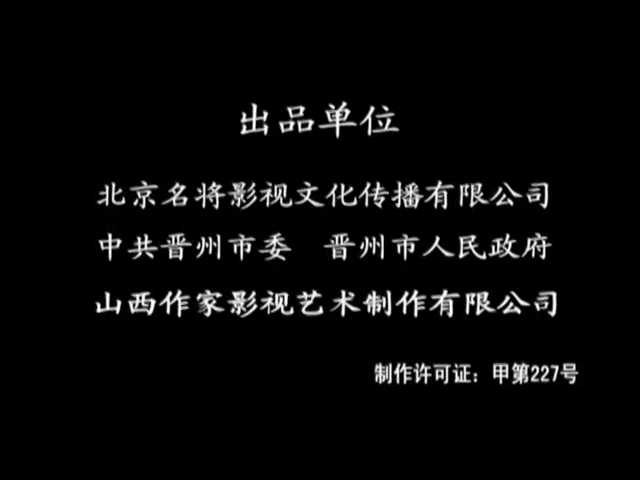 出品单位
北京名将影视文化传播有限公司
中共晋州市委　晋州市人民政府
山西作家影视艺术制作有限公司
制作许可证：甲第227号